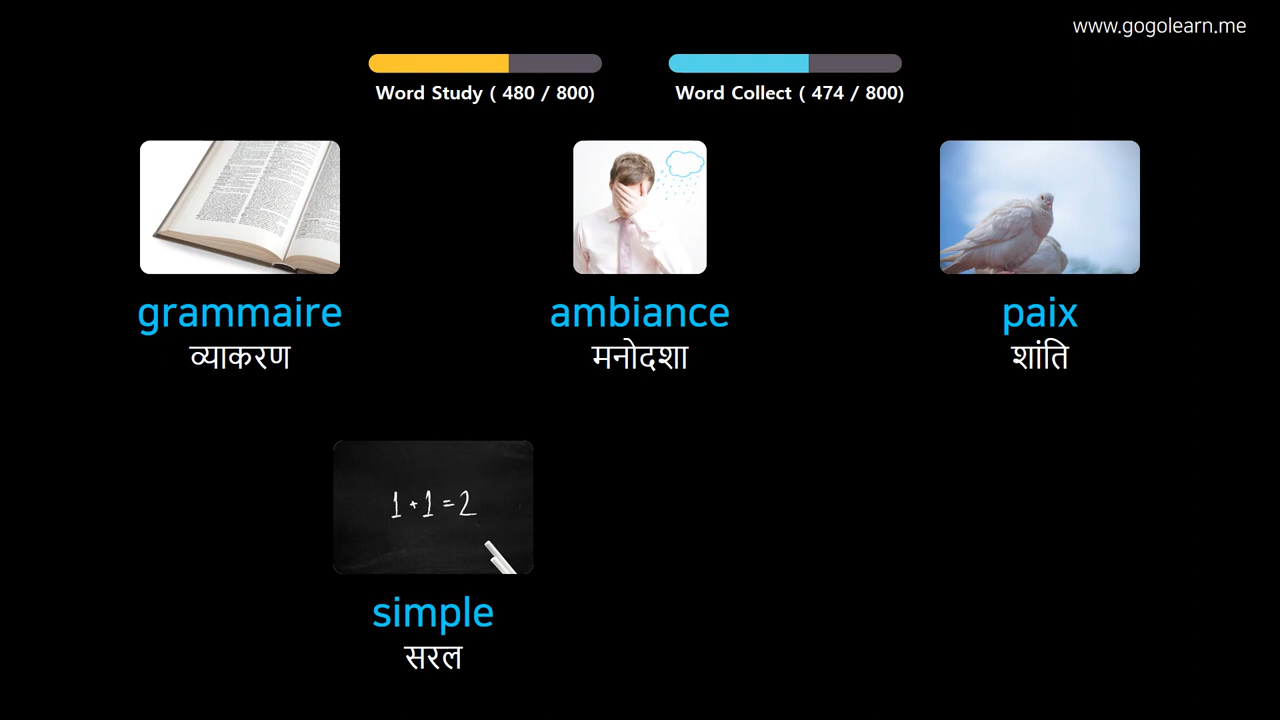 www.gogolearn.me
Word Study ( 480 / 800)
Word Collect ( 474 / 800)
grammaire
व्याकरण
ambiance
मनोदशा
paix
शांति
1 + 1 = 2
simple
सरल